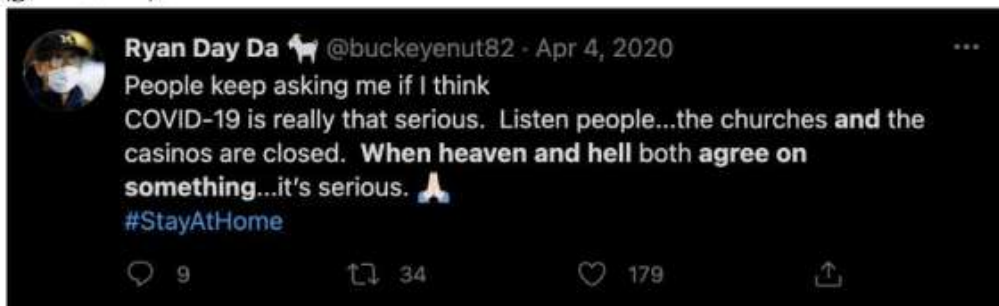 Ryan Day Da 🐐 @buckeyenut82 · Apr 4, 2020
People keep asking me if I think
COVID-19 is really that serious.  Listen people...the churches and the
casinos are closed.  When heaven and hell both agree on
something...it's serious. 🙏🏻
#StayAtHome
9 34 179